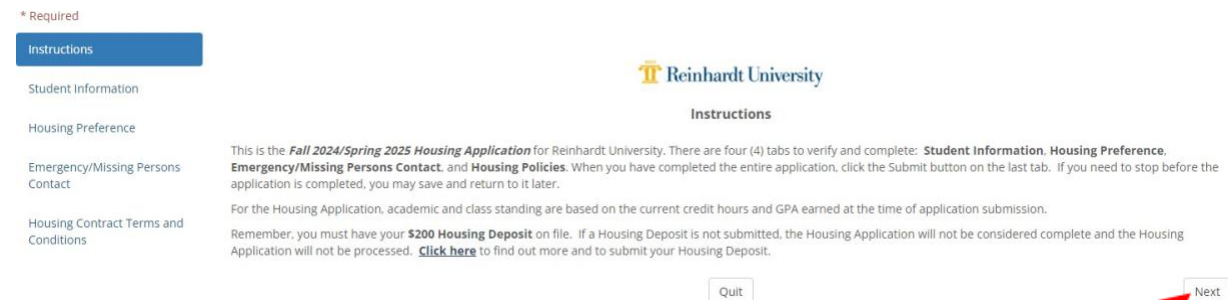 * Required
Instructions
Student Information
Housing Preference
Emergency/Missing Persons
Contact
Housing Contract Terms and
Conditions
Reinhardt University
Instructions
This is the Fall 2024/Spring 2025 Housing Application for Reinhardt University. There are four (4) tabs to verify and complete: Student Information, Housing Preference,
Emergency/Missing Persons Contact, and Housing Policies. When you have completed the entire application, click the Submit button on the last tab. If you need to stop before the
application is completed, you may save and return to it later.
For the Housing Application, academic and class standing are based on the current credit hours and GPA earned at the time of application submission.
Remember, you must have your $200 Housing Deposit on file. If a Housing Deposit is not submitted, the Housing Application will not be considered complete and the Housing
Application will not be processed. Click here to find out more and to submit your Housing Deposit.
Quit
Next